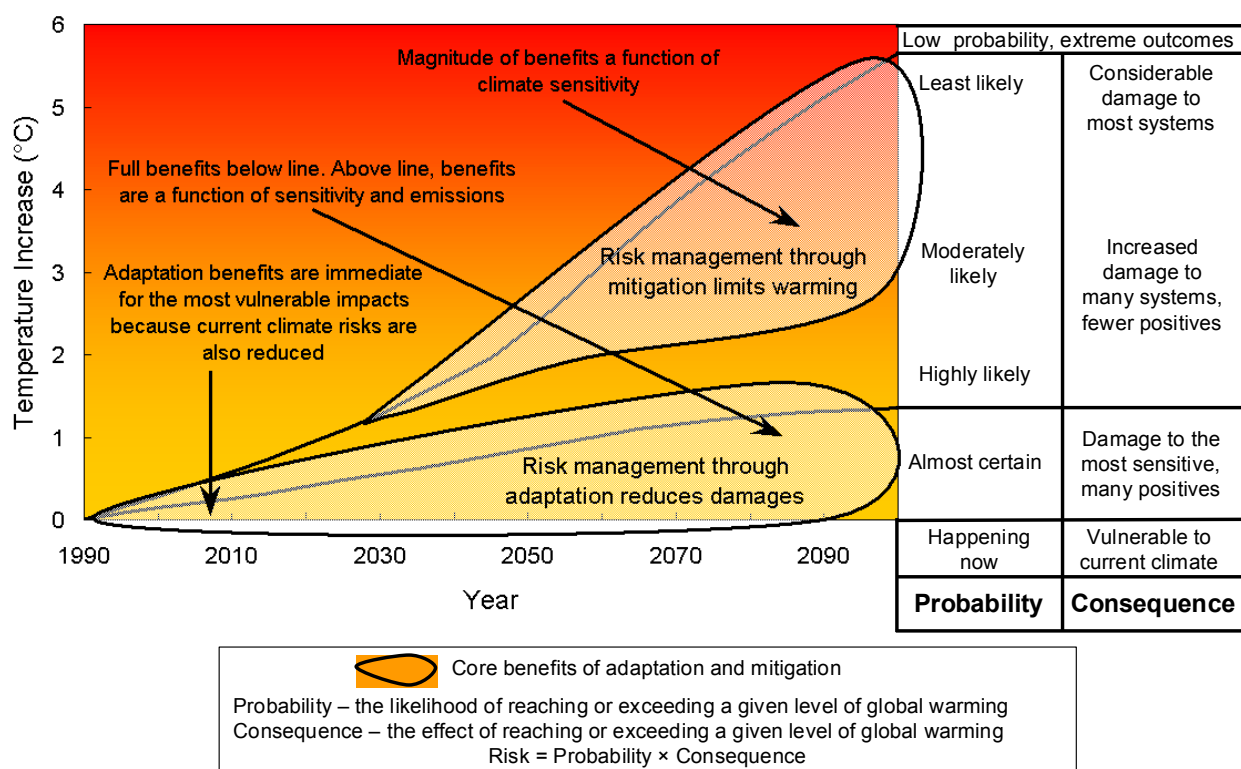 6
5
4
3
2
1
0
Temperature Increase (°C)
1990
2010
2030
2050
2070
2090
Year
Magnitude of benefits a function of
climate sensitivity
Full benefits below line. Above line, benefits
are a function of sensitivity and emissions
Adaptation benefits are immediate
for the most vulnerable impacts
because current climate risks are
also reduced
Risk management through
mitigation limits warming
Risk management through
adaptation reduces damages
Low probability, extreme outcomes
Least likely
Considerable
damage to
most systems
Moderately
likely
Increased
damage to
many systems,
fewer positives
Highly likely
Almost certain
Damage to the
most sensitive,
many positives
Happening
now
Vulnerable to
current climate
Probability
Consequence
Core benefits of adaptation and mitigation
Probability – the likelihood of reaching or exceeding a given level of global warming
Consequence – the effect of reaching or exceeding a given level of global warming
Risk = Probability × Consequence